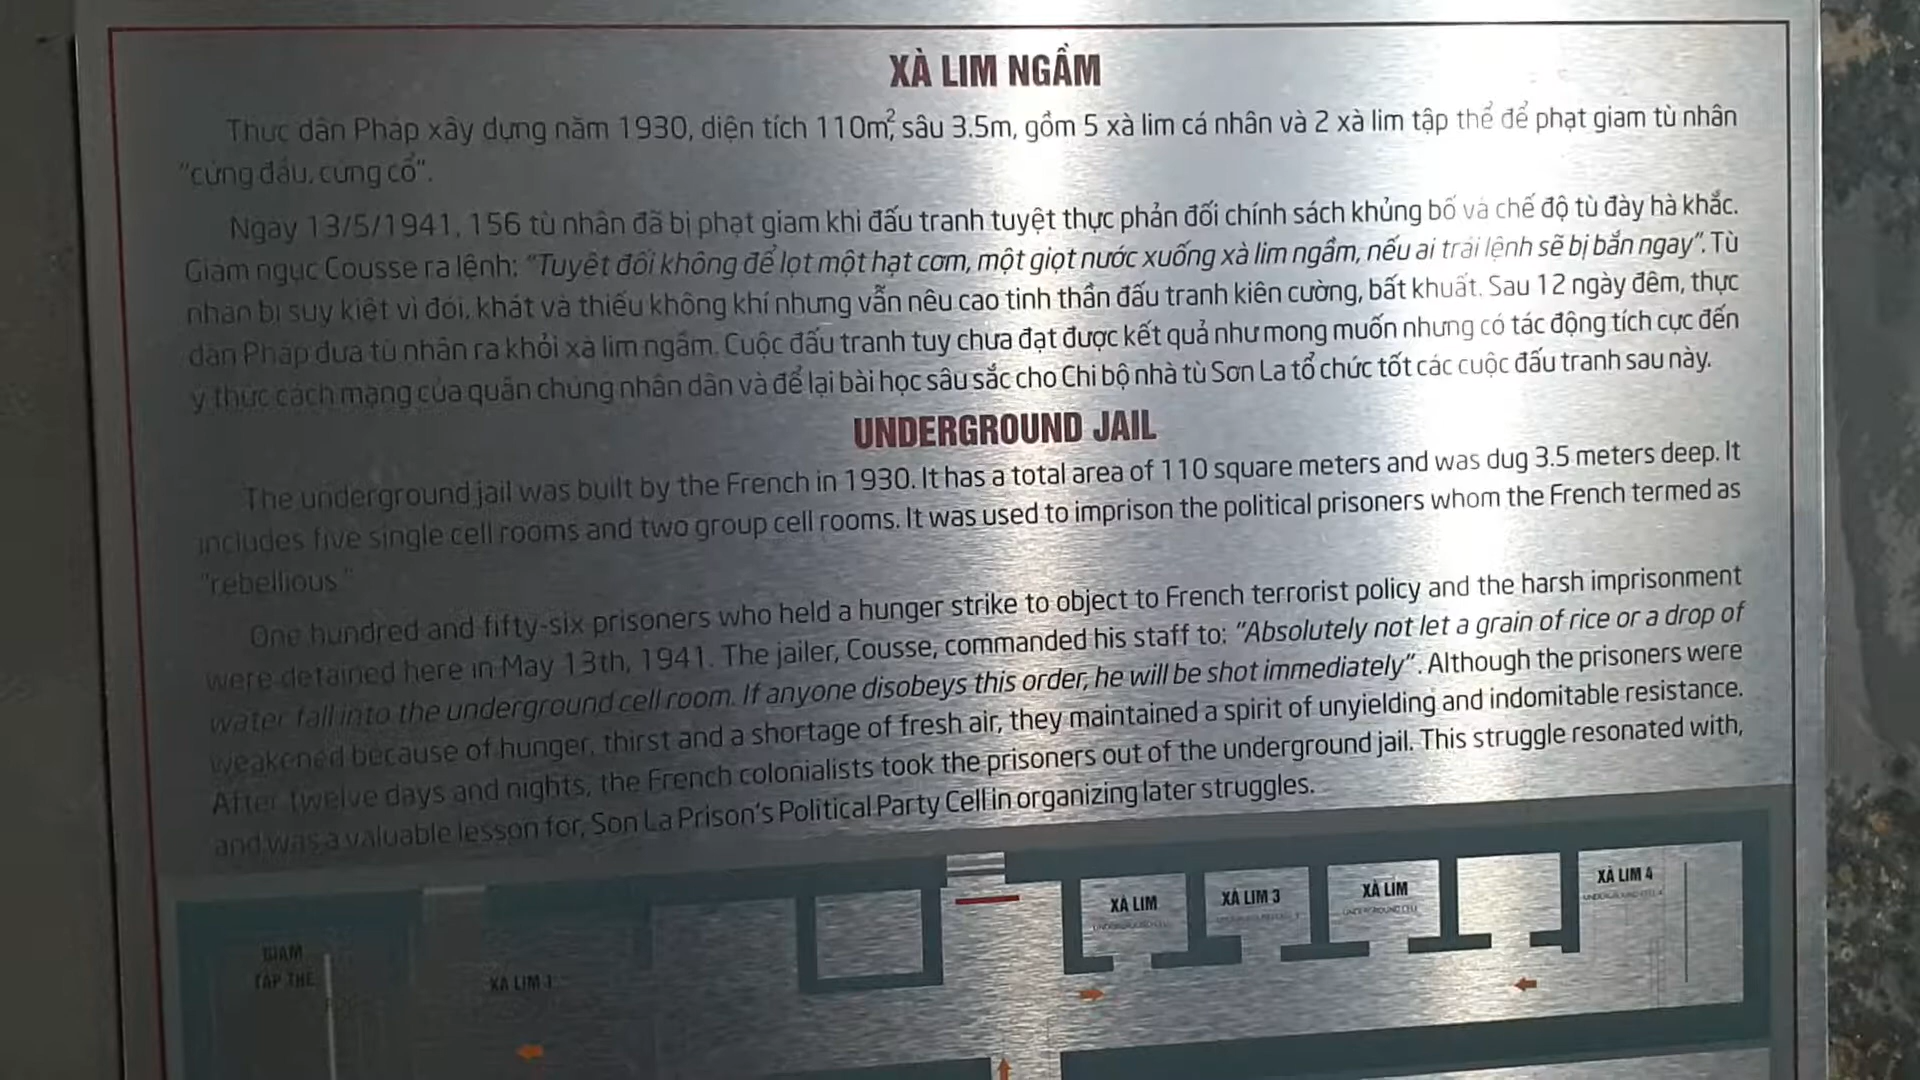 XÀ LIM NGẦM
Thực dân Pháp xây dựng năm 1930, diện tích 110m², sâu 3.5m, gồm 5 xà lim cá nhân và 2 xà lim tập thể để phạt giam tù nhân
"cứng đầu, cứng cổ".
Ngày 13/5/1941, 156 tù nhân đã bị phạt giam khi đấu tranh tuyệt thực phản đối chính sách khủng bố và chế độ tù đày hà khắc.
Giám ngục Cousse ra lệnh: "Tuyệt đối không để lọt một hạt cơm, một giọt nước xuống xà lim ngầm, nếu ai trái lệnh sẽ bị bắn ngay". Tù
nhân bị suy kiệt vì đói, khát và thiếu không khí nhưng vẫn nêu cao tinh thần đấu tranh kiên cường, bất khuất. Sau 12 ngày đêm, thực
dân Pháp đưa tù nhân ra khỏi xà lim ngầm. Cuộc đấu tranh tuy chưa đạt được kết quả như mong muốn nhưng có tác động tích cực đến
ý thức cách mạng của quần chúng nhân dân và để lại bài học sâu sắc cho Chi bộ nhà tù Sơn La tổ chức tốt các cuộc đấu tranh sau này.
UNDERGROUND JAIL
The underground jail was built by the French in 1930. It has a total area of 110 square meters and was dug 3.5 meters deep. It
includes five single cell rooms and two group cell rooms. It was used to imprison the political prisoners whom the French termed as
"rebellious."
One hundred and fifty-six prisoners who held a hunger strike to object to French terrorist policy and the harsh imprisonment
were detained here in May 13th, 1941. The jailer, Cousse, commanded his staff to: "Absolutely not let a grain of rice or a drop of
water fall into the underground cell room. If anyone disobeys this order, he will be shot immediately". Although the prisoners were
weakened because of hunger, thirst and a shortage of fresh air, they maintained a spirit of unyielding and indomitable resistance.
After twelve days and nights, the French colonialists took the prisoners out of the underground jail. This struggle resonated with,
and was a valuable lesson for, Son La Prison's Political Party Cell in organizing later struggles.
XÀ LIM
UNDERGROUND CELL
XÀ LIM 3
XÀ LIM
UNDERGROUND CELL
XÀ LIM 4
UNDERGROUND CELL 4
GIAM
TẬP THỂ
XÀ LIM 1